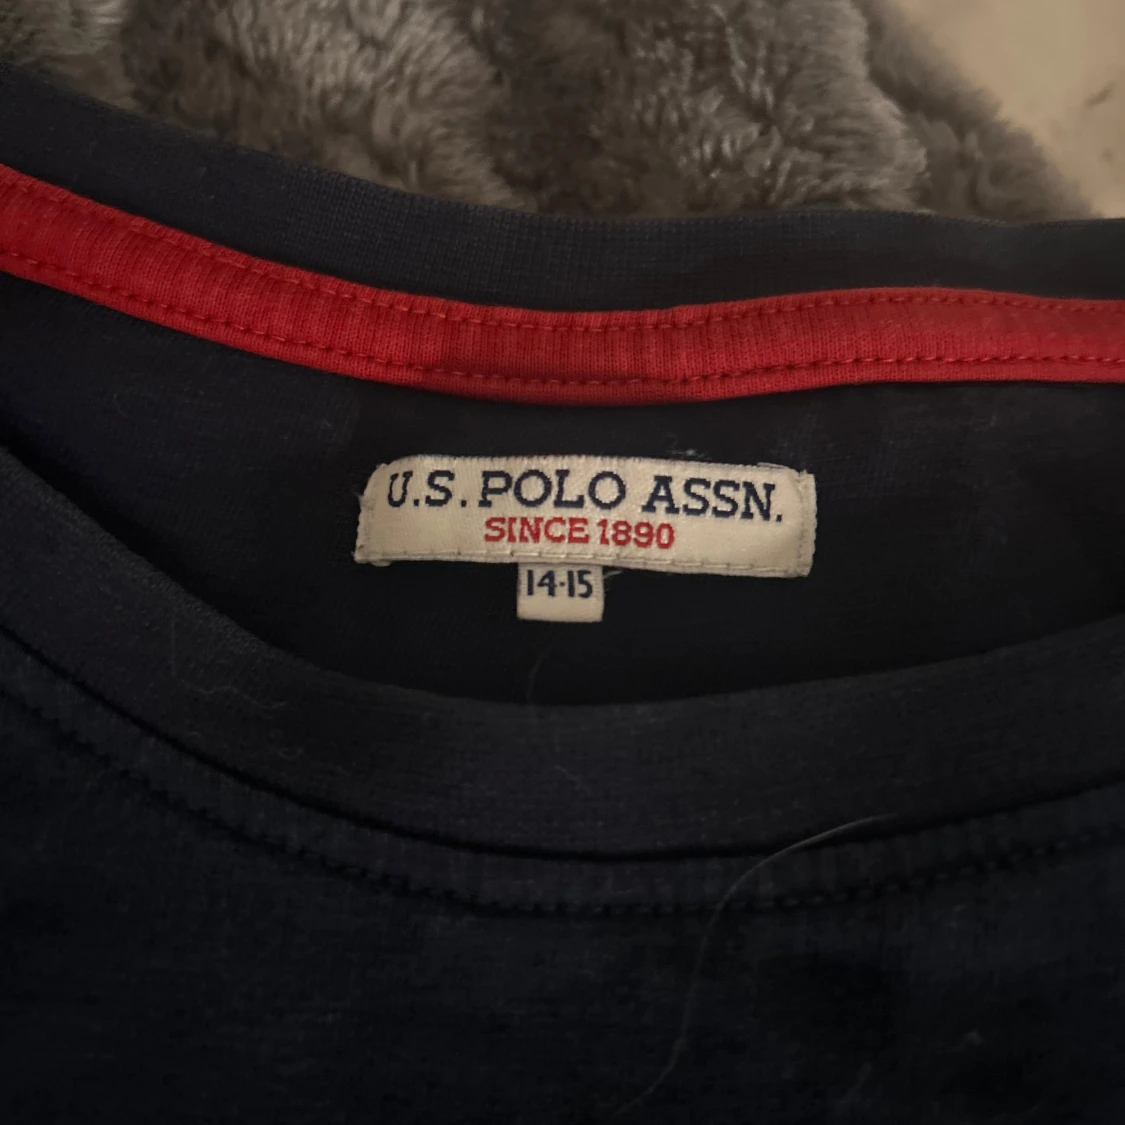 U.S. POLO ASSN.
SINCE 1890
14-15